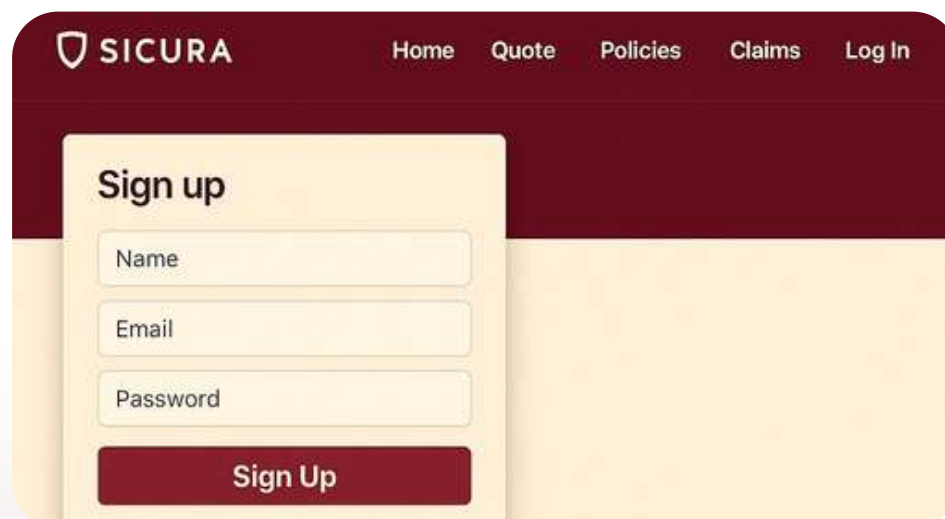 SICURA Home Quote Policies Claims Log In
Sign up
Name
Email
Password
Sign Up